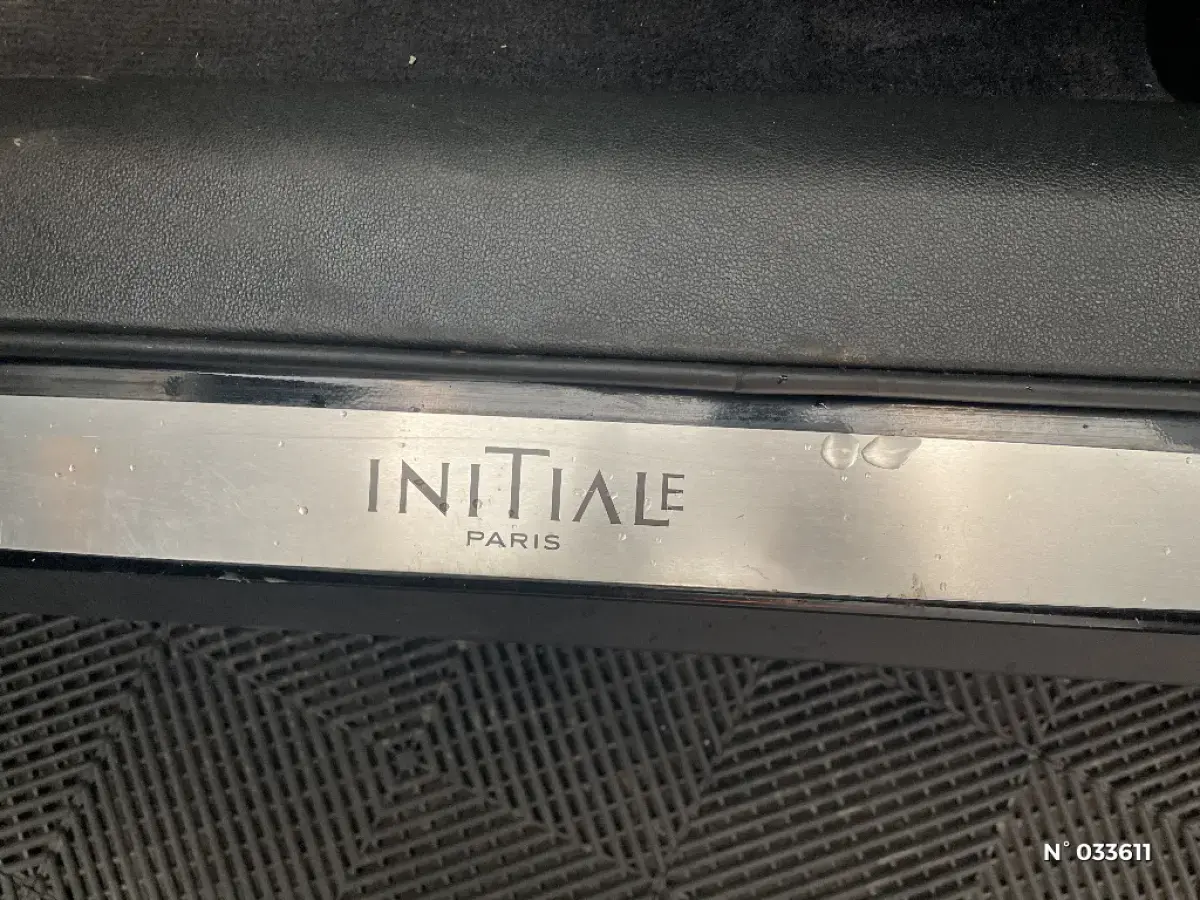 INITIALE
PARIS
N° 033611